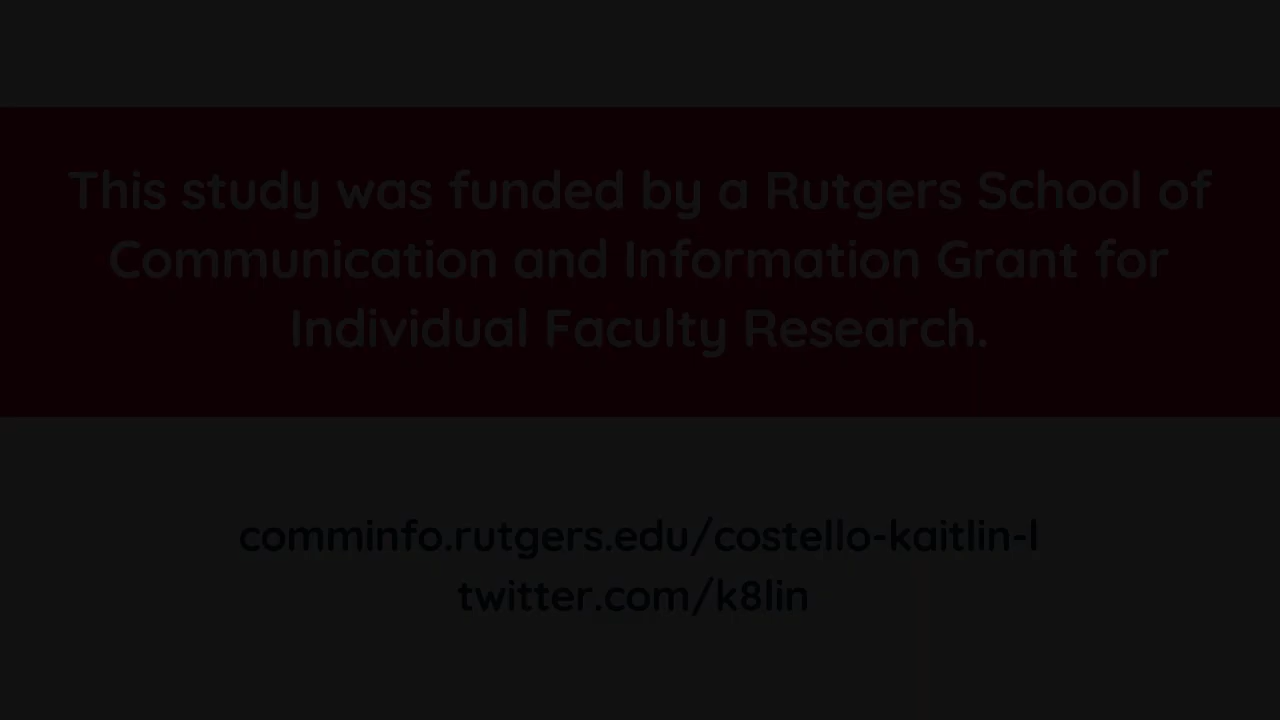 This study was funded by a Rutgers School of
Communication and Information Grant for
Individual Faculty Research.
comminfo.rutgers.edu/costello-kaitlin-l
twitter.com/k8lin